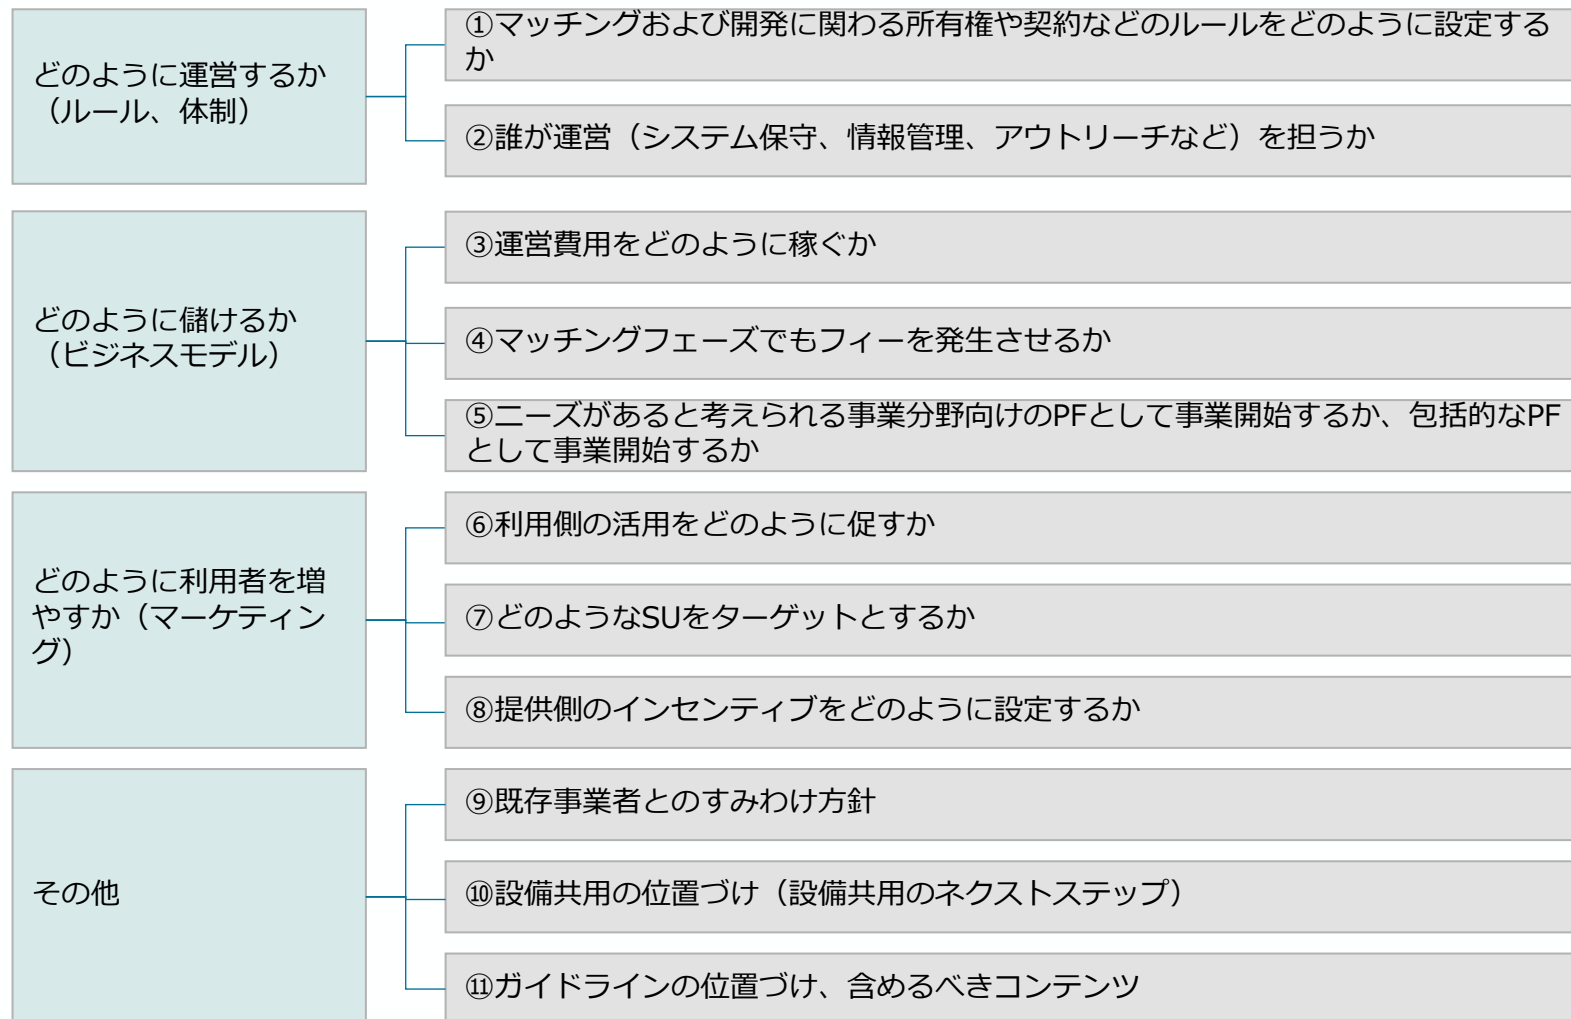 どのように運営するか
（ルール、体制）
①マッチングおよび開発に関わる所有権や契約などのルールをどのように設定する
か
②誰が運営（システム保守、情報管理、アウトリーチなど）を担うか
どのように儲けるか
（ビジネスモデル）
③運営費用をどのように稼ぐか
④マッチングフェーズでもフィーを発生させるか
⑤ニーズがあると考えられる事業分野向けのPFとして事業開始するか、包括的なPF
として事業開始するか
どのように利用者を増
やすか（マーケティン
グ）
⑥利用側の活用をどのように促すか
⑦どのようなSUをターゲットとするか
⑧提供側のインセンティブをどのように設定するか
その他
⑨既存事業者とのすみわけ方針
⑩設備共用の位置づけ（設備共用のネクストステップ）
⑪ガイドラインの位置づけ、含めるべきコンテンツ